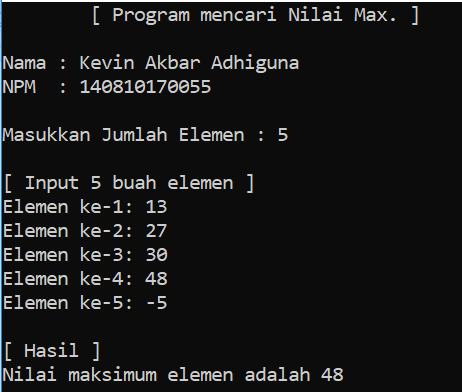 [ Program mencari Nilai Max. ]
Nama : Kevin Akbar Adhiguna
NPM  : 140810170055
Masukkan Jumlah Elemen : 5
[ Input 5 buah elemen ]
Elemen ke-1: 13
Elemen ke-2: 27
Elemen ke-3: 30
Elemen ke-4: 48
Elemen ke-5: -5
[ Hasil ]
Nilai maksimum elemen adalah 48